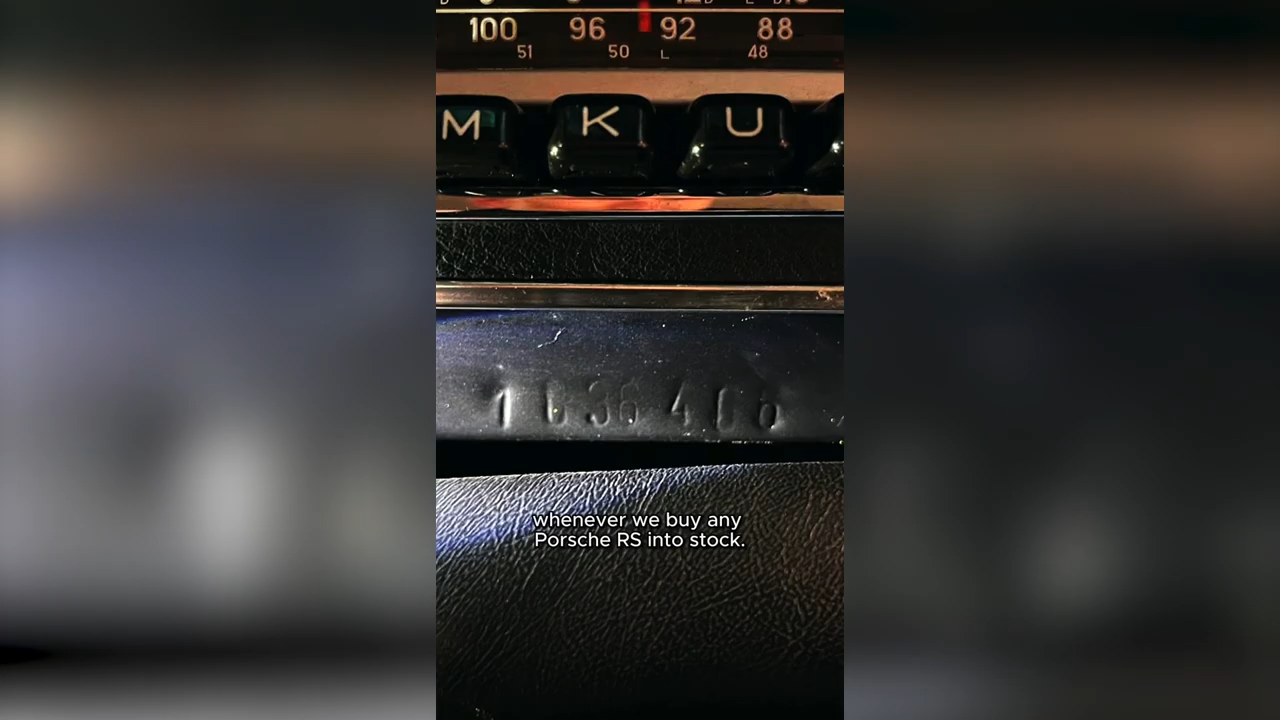 100 96 92 88
51 50 L 48
M K U
whenever we buy any
Porsche RS into stock.